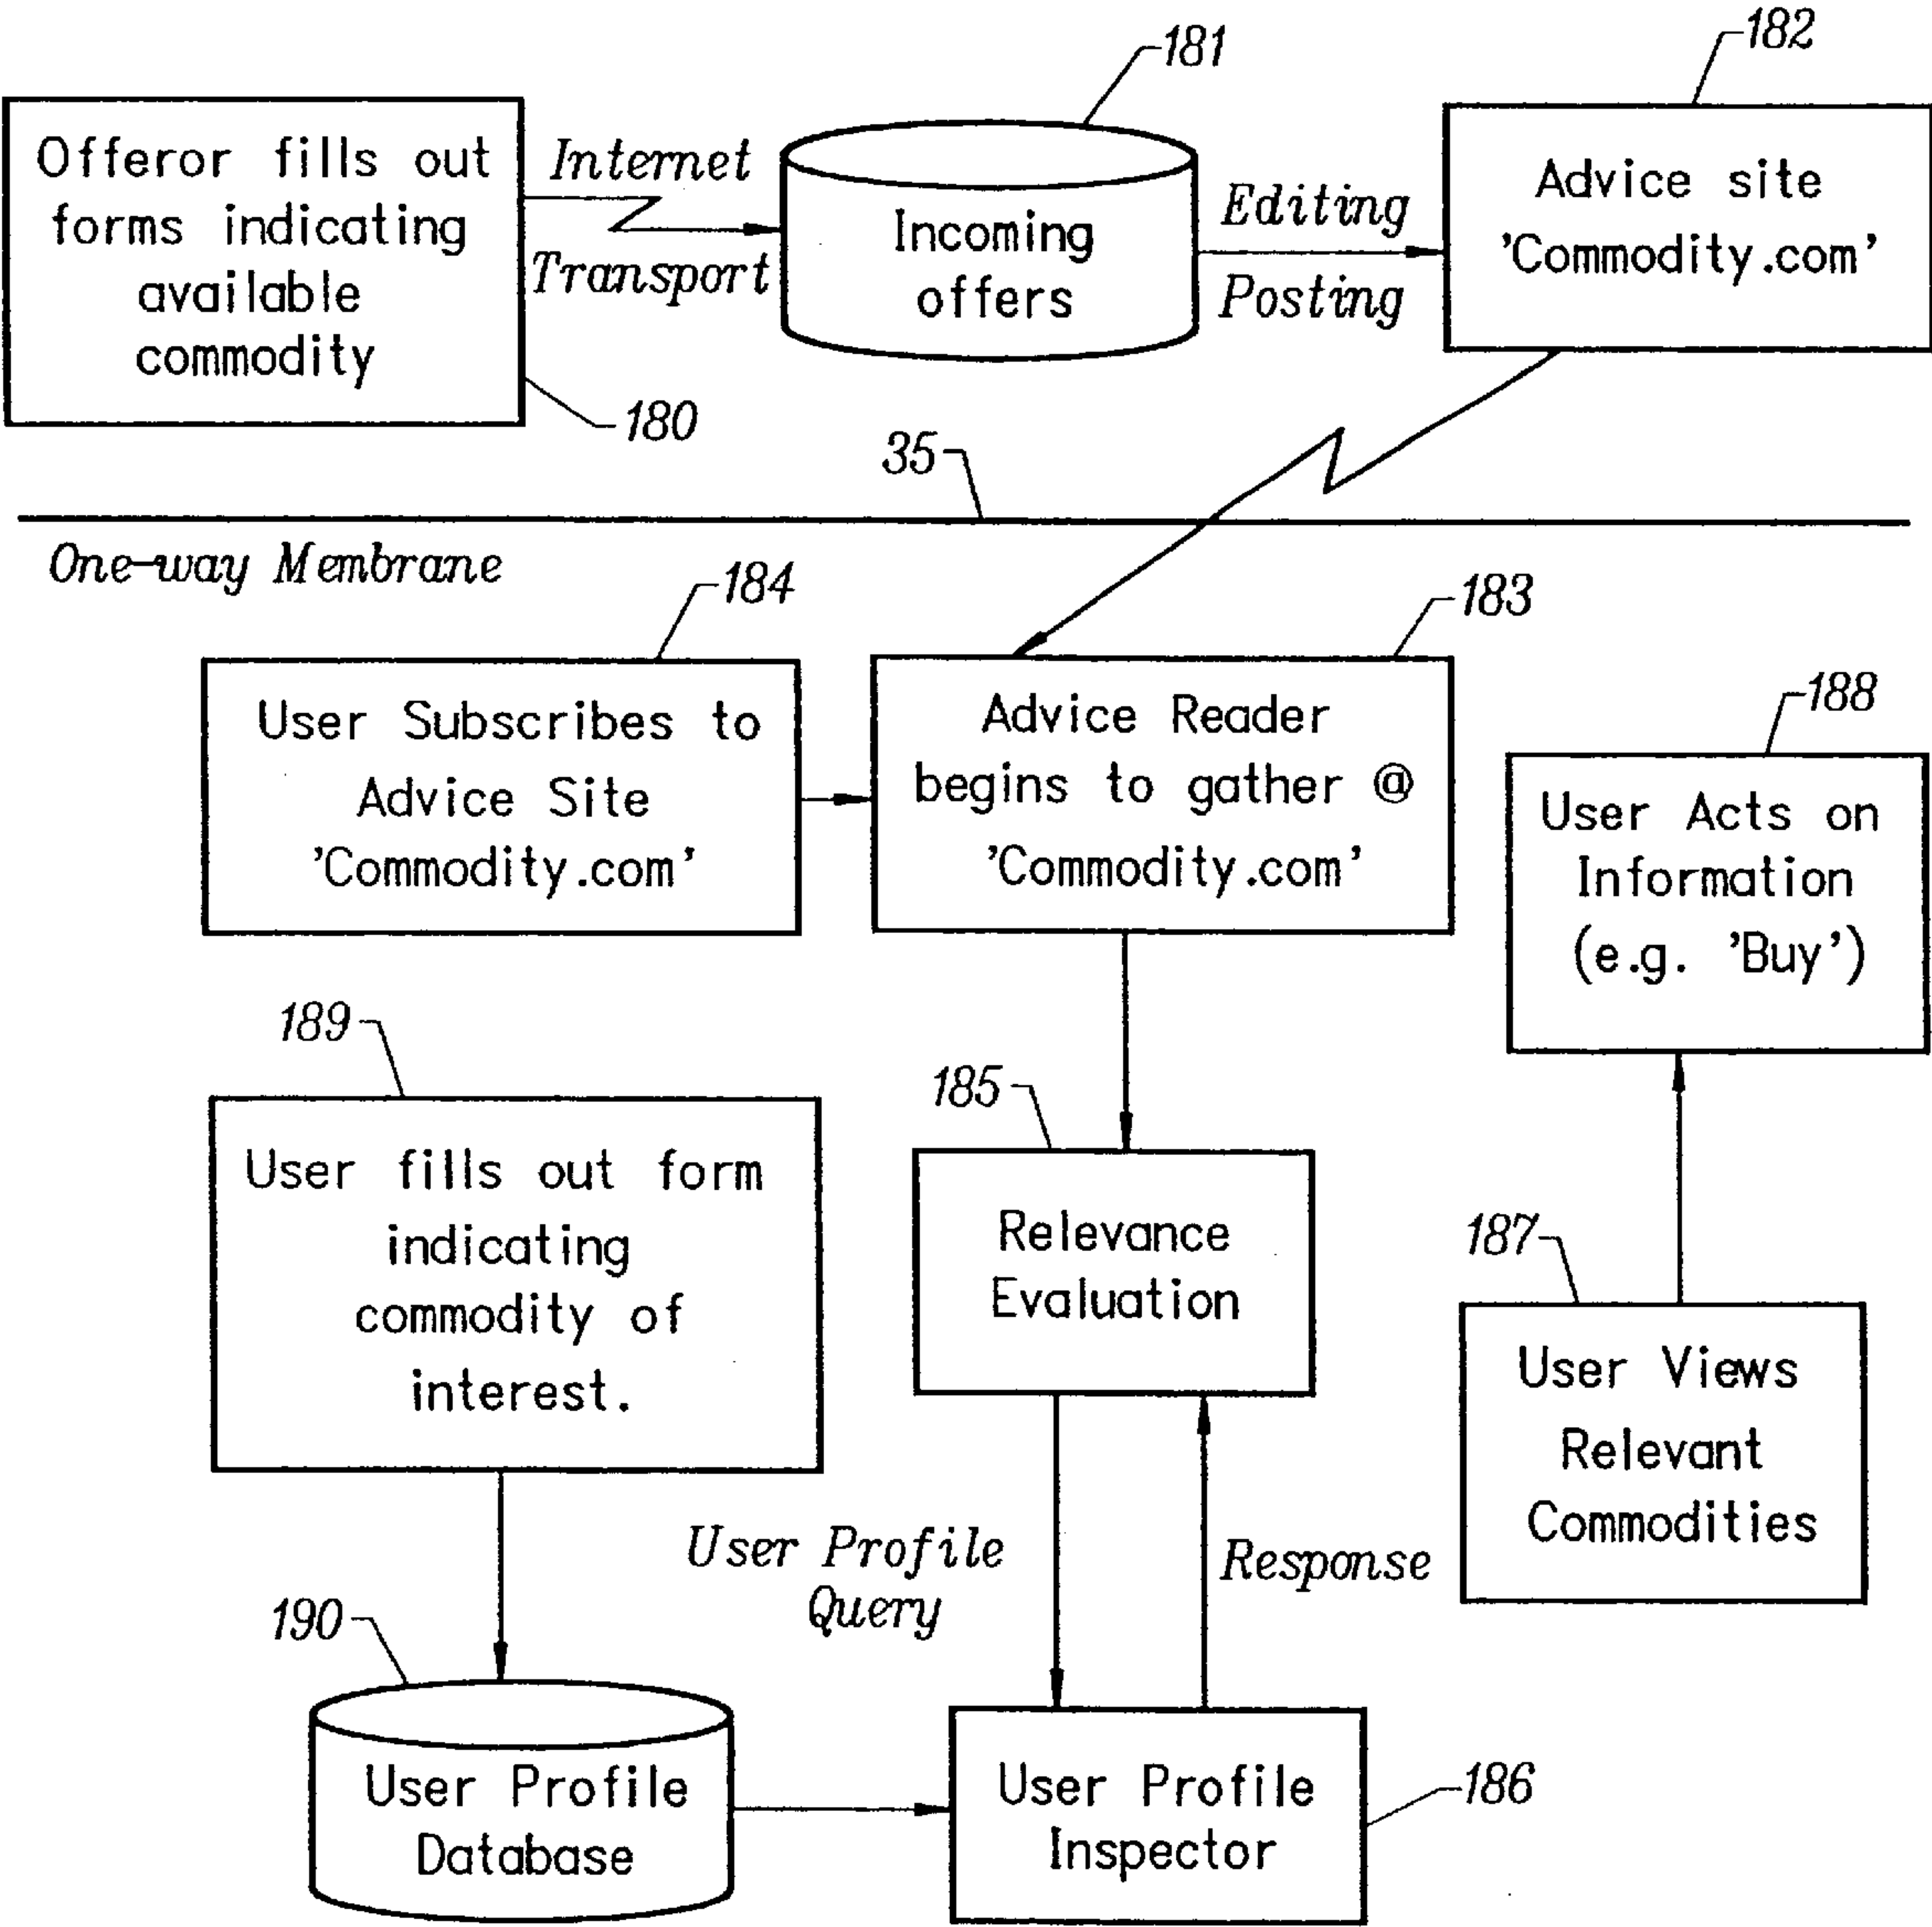 181
182
Offeror fills out
forms indicating
available
commodity
180
Internet
Transport
Incoming
offers
Editing
Posting
Advice site
'Commodity.com'
35
One-way Membrane
184
User Subscribes to
Advice Site
'Commodity.com'
183
Advice Reader
begins to gather @
'Commodity.com'
188
User Acts on
Information
(e.g. 'Buy')
189
User fills out form
indicating
commodity of
interest.
185
Relevance
Evaluation
187
User Views
Relevant
Commodities
User Profile
Query
Response
190
User Profile
Database
User Profile
Inspector
186